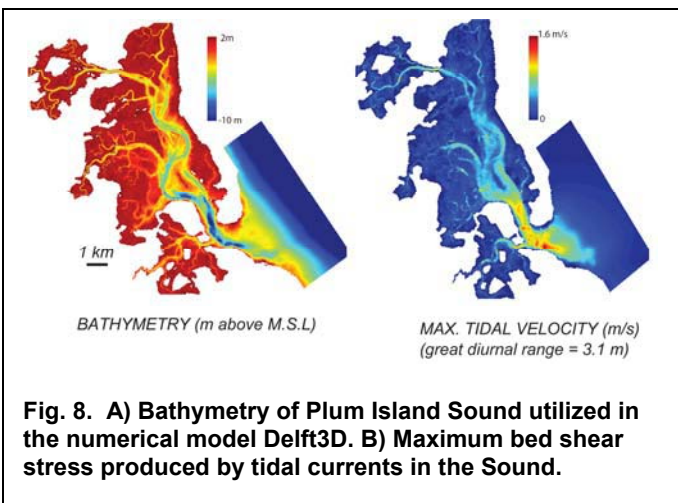 2m
-10 m
1.6 m/s
0
1 km
BATHYMETRY (m above M.S.L)
MAX. TIDAL VELOCITY (m/s)
(great diurnal range = 3.1 m)
Fig. 8. A) Bathymetry of Plum Island Sound utilized in
the numerical model Delft3D. B) Maximum bed shear
stress produced by tidal currents in the Sound.